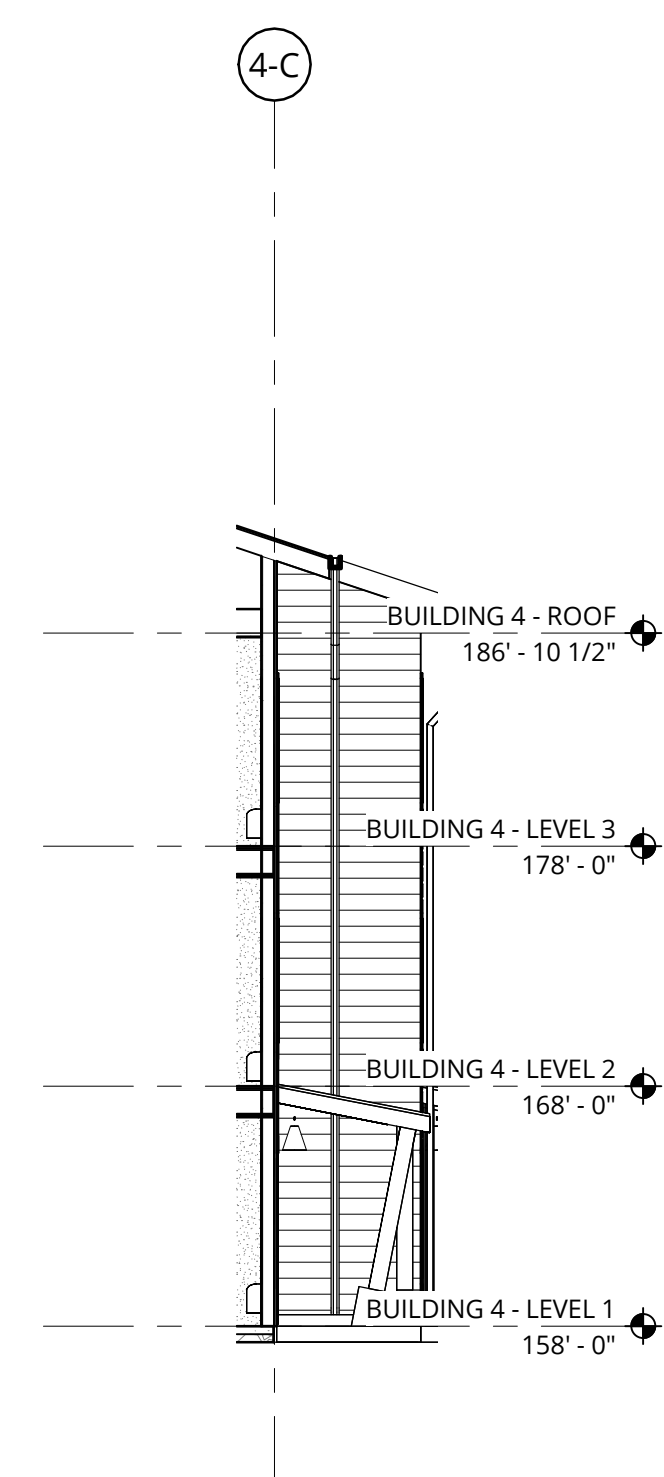 4-C
BUILDING 4 - ROOF
186' - 10 1/2"
BUILDING 4 - LEVEL 3
178' - 0"
BUILDING 4 - LEVEL 2
168' - 0"
BUILDING 4 - LEVEL 1
158' - 0"